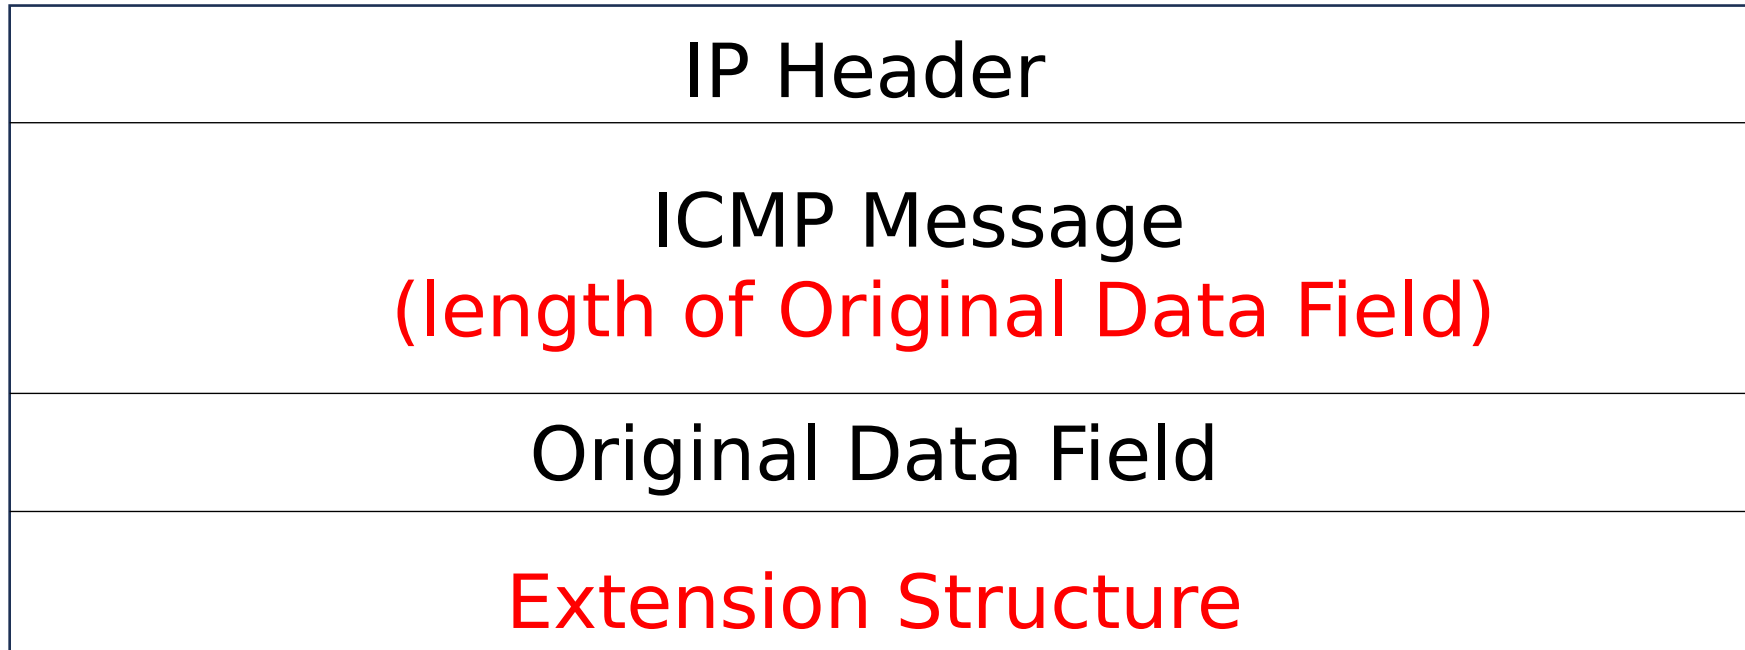 IP Header
ICMP Message
(length of Original Data Field)
Original Data Field
Extension Structure